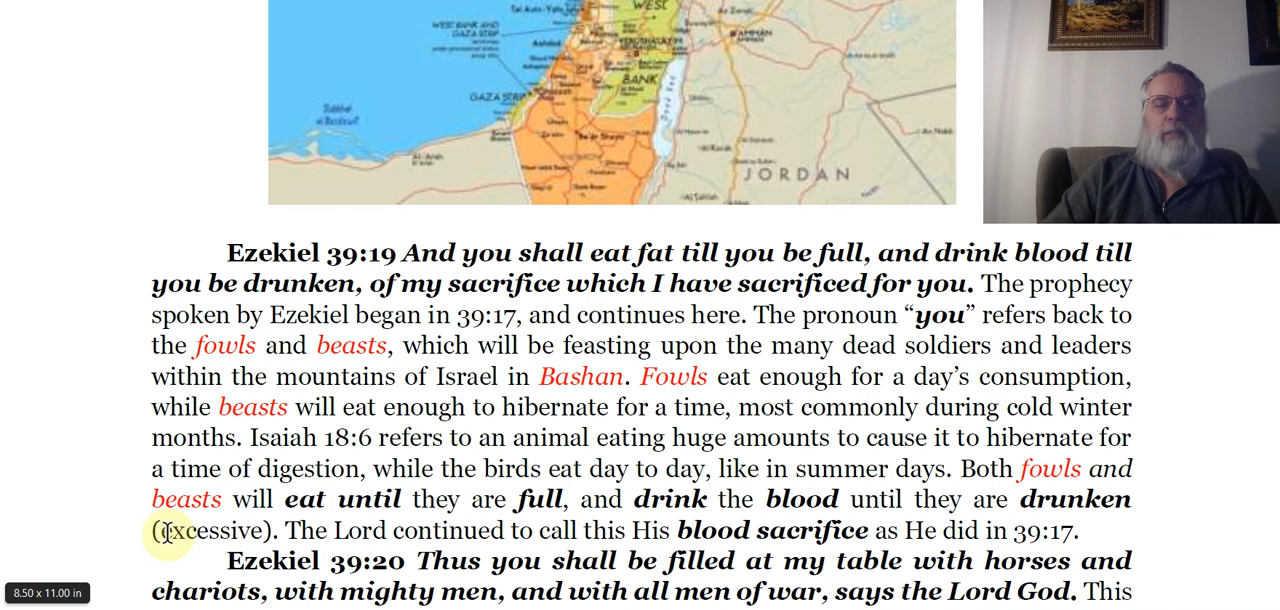 WEST
WEST BANK AND
GAZA STRIP
AMMAN
BANK
GAZA STRIP
Dead Sea
JORDAN
Ezekiel 39:19 And you shall eat fat till you be full, and drink blood till
you be drunken, of my sacrifice which I have sacrificed for you. The prophecy
spoken by Ezekiel began in 39:17, and continues here. The pronoun “you” refers back to
the fowls and beasts, which will be feasting upon the many dead soldiers and leaders
within the mountains of Israel in Bashan. Fowls eat enough for a day’s consumption,
while beasts will eat enough to hibernate for a time, most commonly during cold winter
months. Isaiah 18:6 refers to an animal eating huge amounts to cause it to hibernate for
a time of digestion, while the birds eat day to day, like in summer days. Both fowls and
beasts will eat until they are full, and drink the blood until they are drunken
(excessive). The Lord continued to call this His blood sacrifice as He did in 39:17.
Ezekiel 39:20 Thus you shall be filled at my table with horses and
chariots, with mighty men, and with all men of war, says the Lord God. This
8.50 x 11.00 in